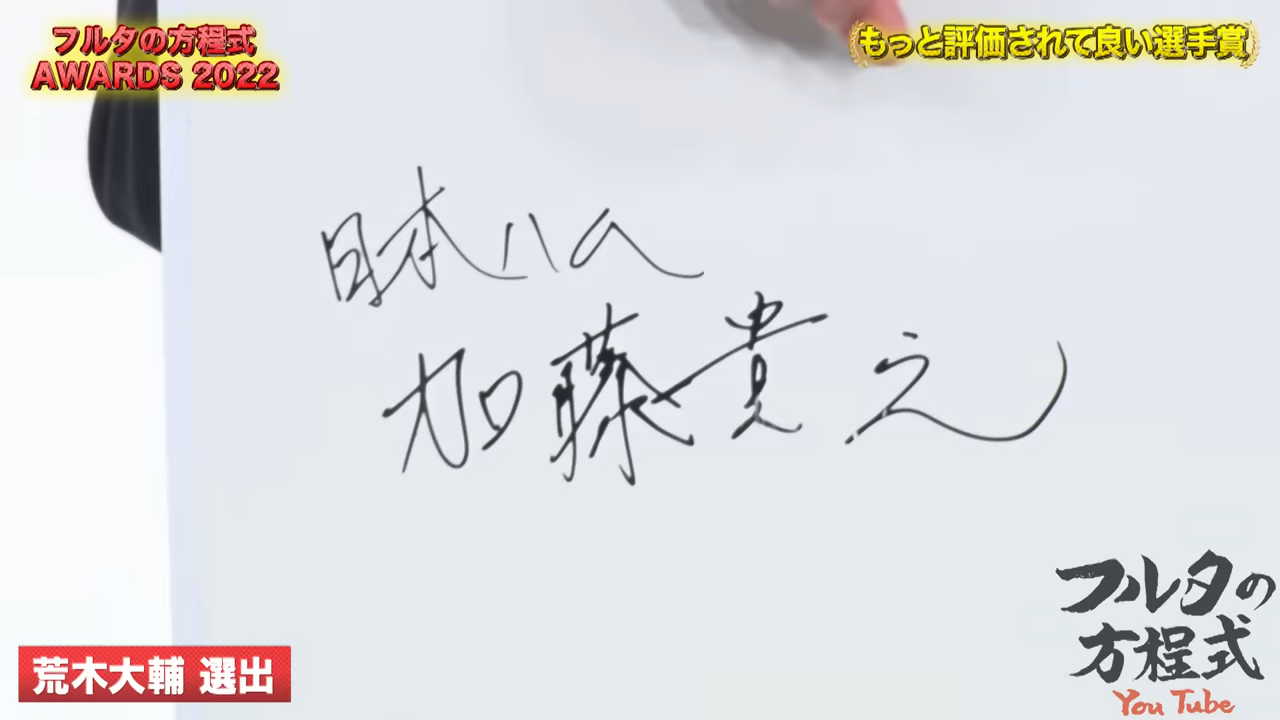 フルタの方程式
AWARDS 2022
もっと評価されて良い選手賞
日本ハム
加藤貴之
荒木大輔 選出
フルタの
方程式
You Tube